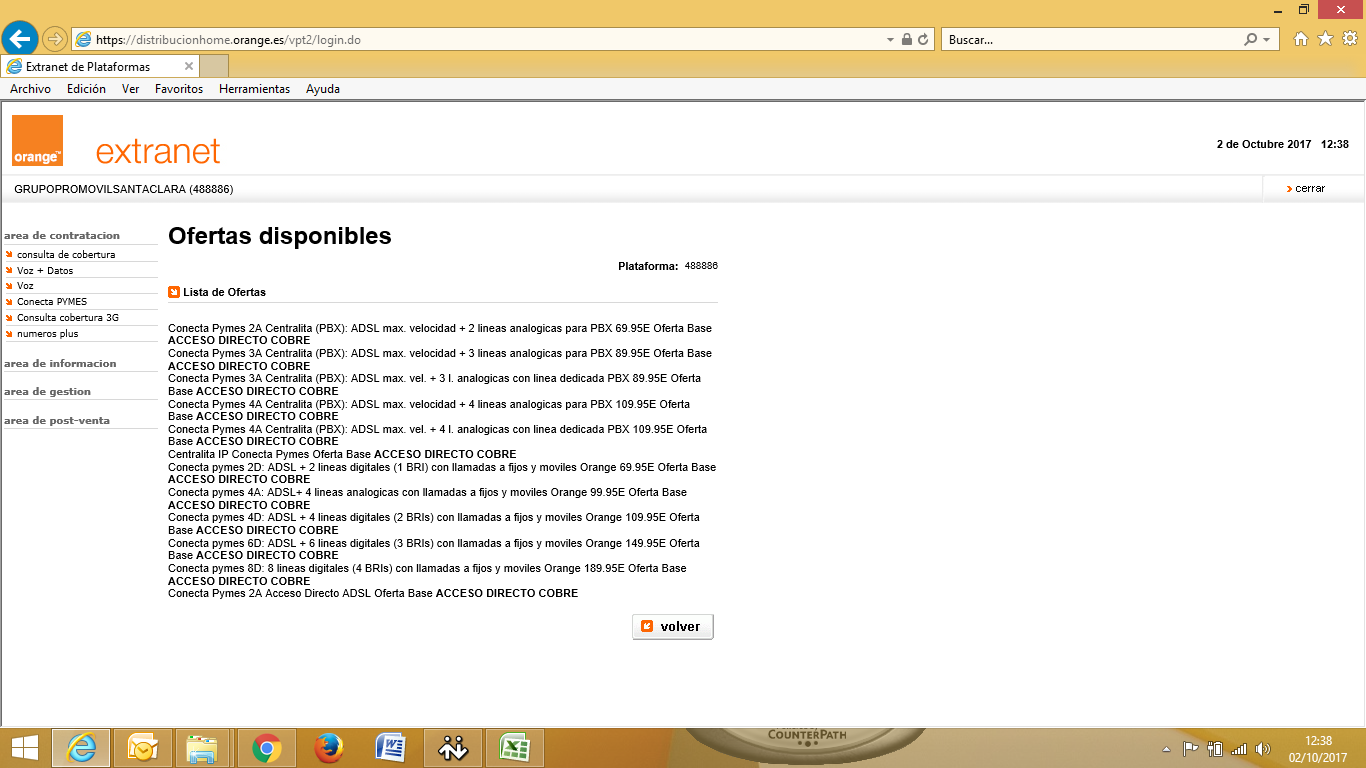 https://distribucionhome.orange.es/vpt2/login.do
Buscar...
Extranet de Plataformas
Archivo Edición Ver Favoritos Herramientas Ayuda
orange™
extranet
2 de Octubre 2017 12:38
GRUPOPROMOVILSANTACLARA (488886)
cerrar
area de contratacion
consulta de cobertura
Voz + Datos
Voz
Conecta PYMES
Consulta cobertura 3G
numeros plus
area de informacion
area de gestion
area de post-venta
Ofertas disponibles
Plataforma: 488886
Lista de Ofertas
Conecta Pymes 2A Centralita (PBX): ADSL max. velocidad + 2 lineas analogicas para PBX 69.95E Oferta Base
ACCESO DIRECTO COBRE
Conecta Pymes 3A Centralita (PBX): ADSL max. velocidad + 3 lineas analogicas para PBX 89.95E Oferta Base
ACCESO DIRECTO COBRE
Conecta Pymes 3A Centralita (PBX): ADSL max. vel. + 3 l. analogicas con linea dedicada PBX 89.95E Oferta
Base ACCESO DIRECTO COBRE
Conecta Pymes 4A Centralita (PBX): ADSL max. velocidad + 4 lineas analogicas para PBX 109.95E Oferta
Base ACCESO DIRECTO COBRE
Conecta Pymes 4A Centralita (PBX): ADSL max. vel. + 4 l. analogicas con linea dedicada PBX 109.95E Oferta
Base ACCESO DIRECTO COBRE
Centralita IP Conecta Pymes Oferta Base ACCESO DIRECTO COBRE
Conecta pymes 2D: ADSL + 2 lineas digitales (1 BRI) con llamadas a fijos y moviles Orange 69.95E Oferta Base
ACCESO DIRECTO COBRE
Conecta pymes 4A: ADSL+ 4 lineas analogicas con llamadas a fijos y moviles Orange 99.95E Oferta Base
ACCESO DIRECTO COBRE
Conecta pymes 4D: ADSL + 4 lineas digitales (2 BRIs) con llamadas a fijos y moviles Orange 109.95E Oferta
Base ACCESO DIRECTO COBRE
Conecta pymes 6D: ADSL + 6 lineas digitales (3 BRIs) con llamadas a fijos y moviles Orange 149.95E Oferta
Base ACCESO DIRECTO COBRE
Conecta pymes 8D: 8 lineas digitales (4 BRIs) con llamadas a fijos y moviles Orange 189.95E Oferta Base
ACCESO DIRECTO COBRE
Conecta Pymes 2A Acceso Directo ADSL Oferta Base ACCESO DIRECTO COBRE
volver
COUNTERPATH
12:38
02/10/2017